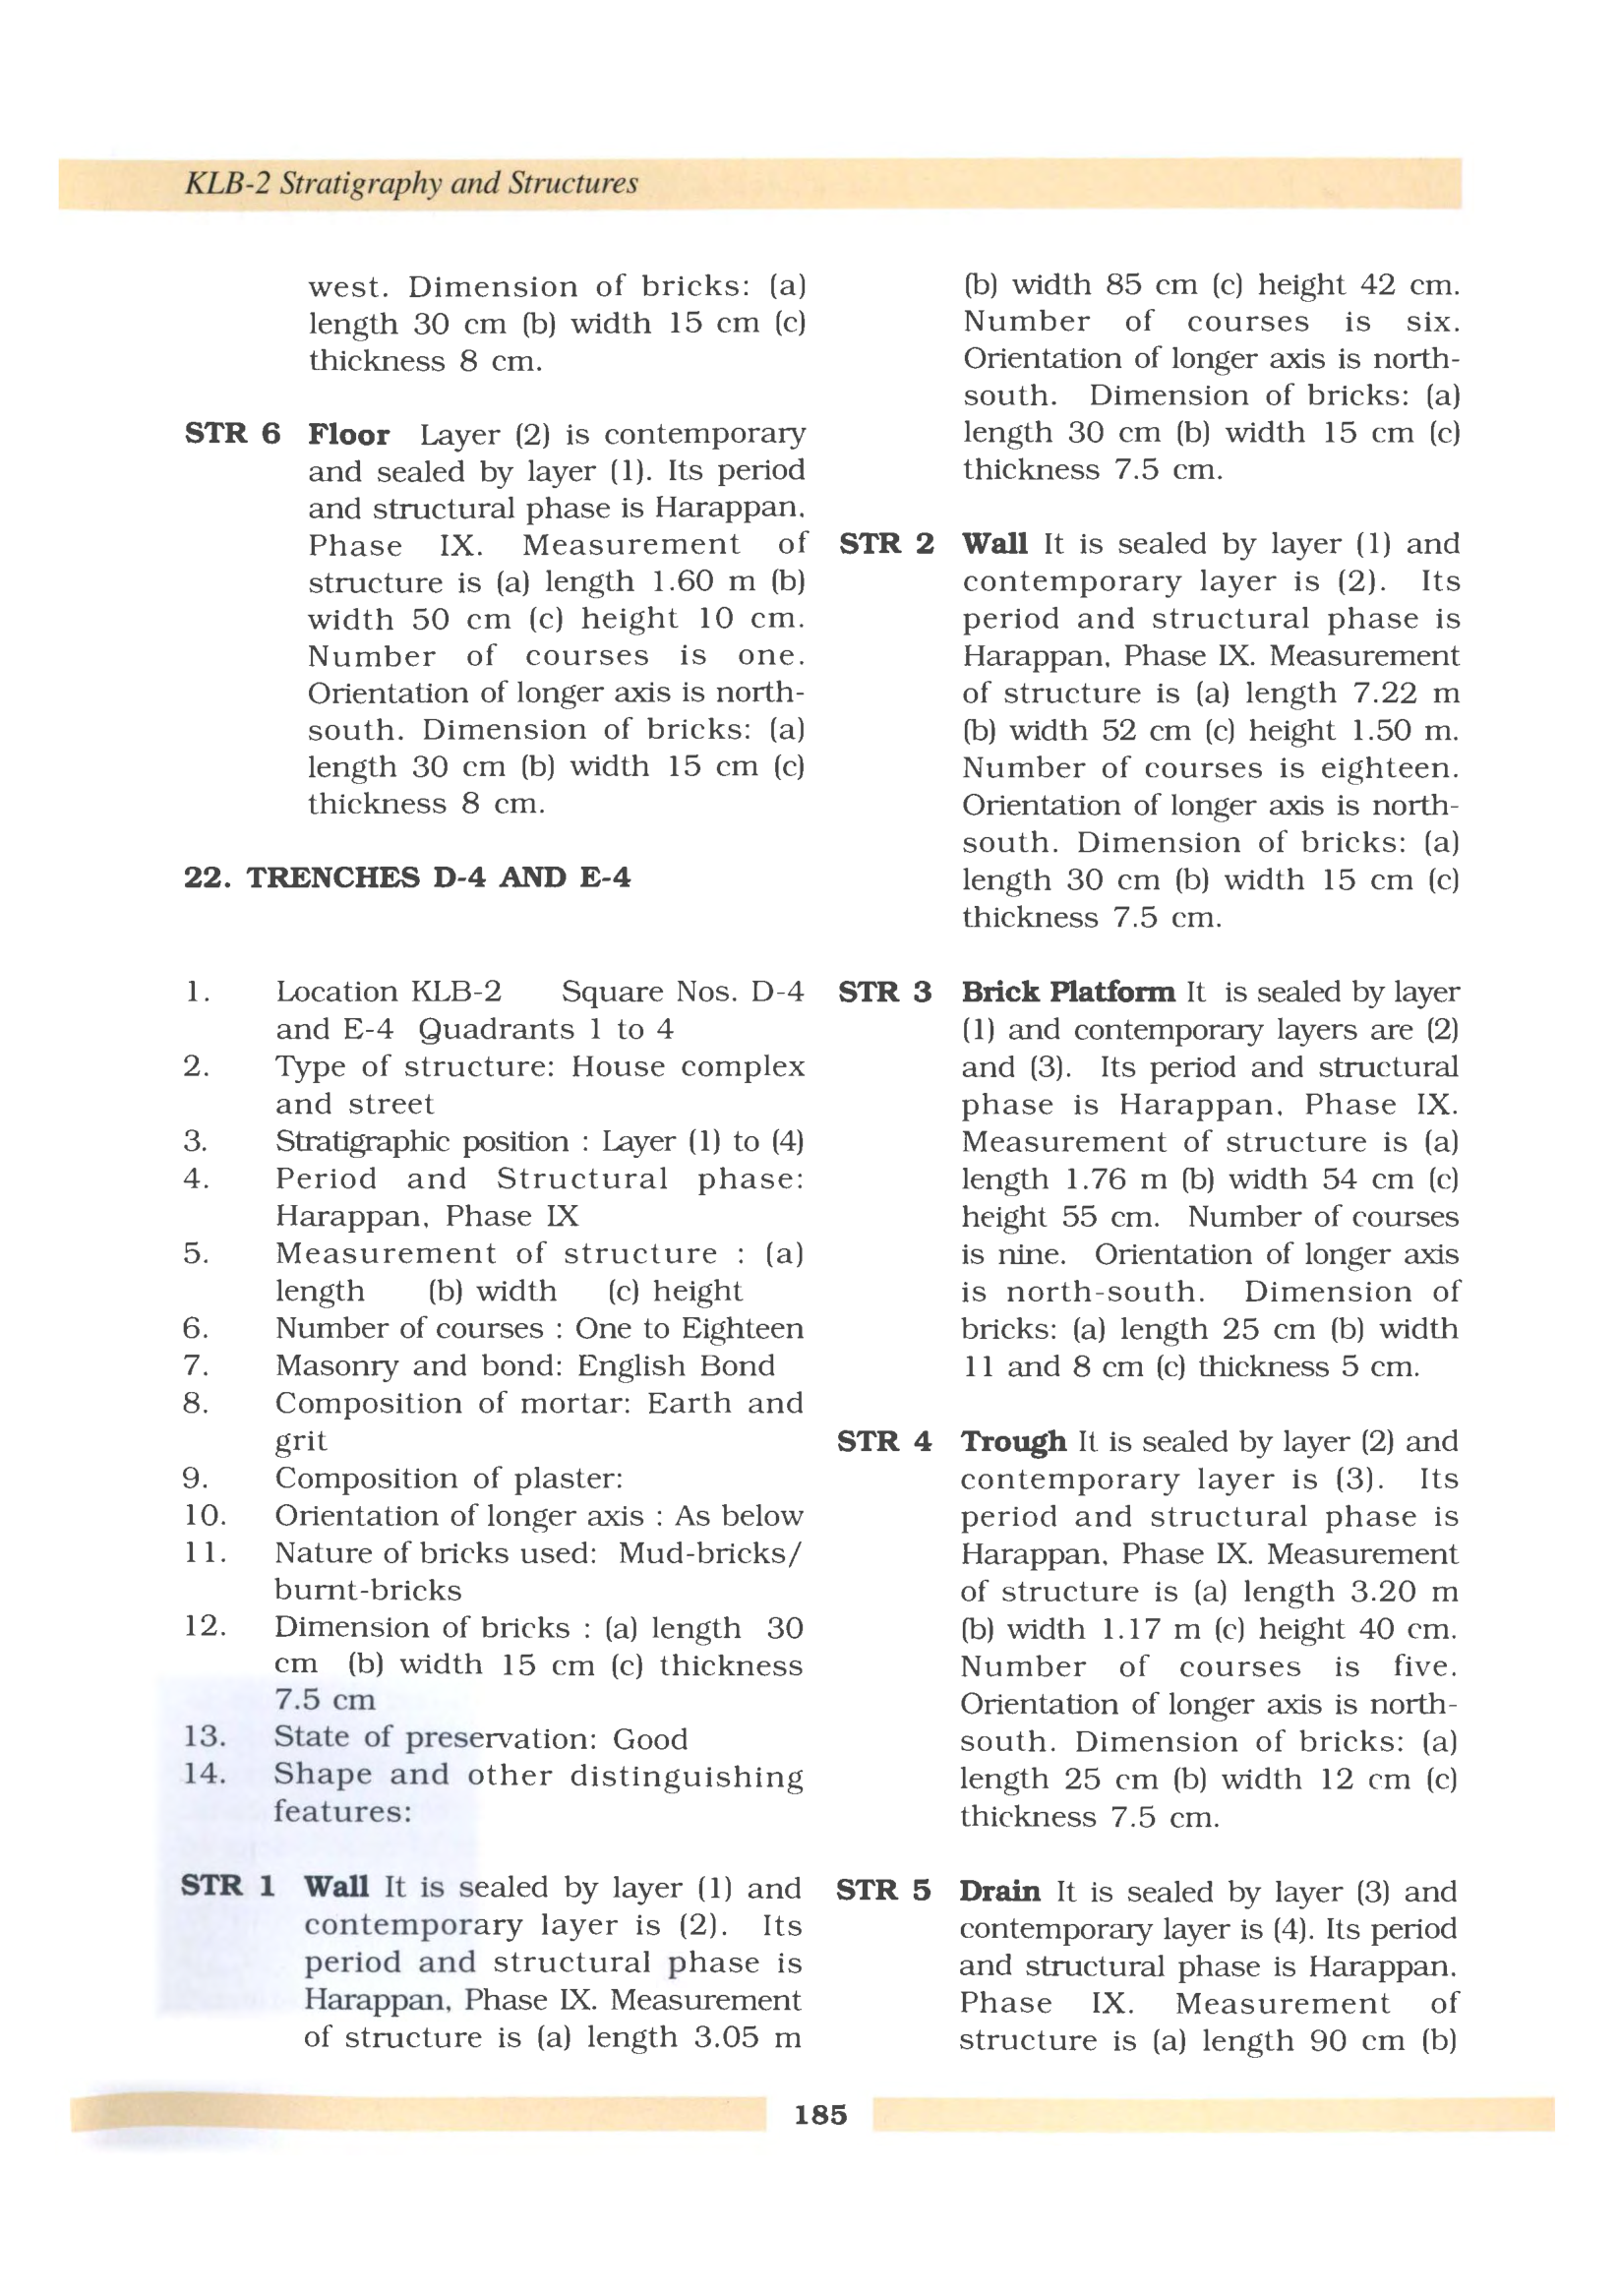 KLB-2 Stratigraphy and Structures
west. Dimension of bricks: (a)
length 30 cm (b) width 15 cm (c)
thickness 8 cm.
STR 6 Floor Layer (2) is contemporary
and sealed by layer (1). Its period
and structural phase is Harappan,
Phase IX. Measurement of
structure is (a) length 1.60 m (b)
width 50 cm (c) height 10 cm.
Number of courses is one.
Orientation of longer axis is north-
south. Dimension of bricks: (a)
length 30 cm (b) width 15 cm (c)
thickness 8 cm.
22. TRENCHES D-4 AND E-4
1. Location KLB-2 Square Nos. D-4
and E-4 Quadrants 1 to 4
2. Type of structure: House complex
and street
3. Stratigraphic position : Layer (1) to (4)
4. Period and Structural phase:
Harappan, Phase IX
5. Measurement of structure : (a)
length (b) width (c) height
6. Number of courses : One to Eighteen
7. Masonry and bond: English Bond
8. Composition of mortar: Earth and
grit
9. Composition of plaster:
10. Orientation of longer axis : As below
11. Nature of bricks used: Mud-bricks/
burnt-bricks
12. Dimension of bricks : (a) length 30
cm (b) width 15 cm (c) thickness
7.5 cm
13. State of preservation: Good
14. Shape and other distinguishing
features:
STR 1 Wall It is sealed by layer (1) and
contemporary layer is (2). Its
period and structural phase is
Harappan, Phase IX. Measurement
of structure is (a) length 3.05 m
(b) width 85 cm (c) height 42 cm.
Number of courses is six.
Orientation of longer axis is north-
south. Dimension of bricks: (a)
length 30 cm (b) width 15 cm (c)
thickness 7.5 cm.
STR 2 Wall It is sealed by layer (1) and
contemporary layer is (2). Its
period and structural phase is
Harappan, Phase IX. Measurement
of structure is (a) length 7.22 m
(b) width 52 cm (c) height 1.50 m.
Number of courses is eighteen.
Orientation of longer axis is north-
south. Dimension of bricks: (a)
length 30 cm (b) width 15 cm (c)
thickness 7.5 cm.
STR 3 Brick Platform It is sealed by layer
(1) and contemporary layers are (2)
and (3). Its period and structural
phase is Harappan, Phase IX.
Measurement of structure is (a)
length 1.76 m (b) width 54 cm (c)
height 55 cm. Number of courses
is nine. Orientation of longer axis
is north-south. Dimension of
bricks: (a) length 25 cm (b) width
11 and 8 cm (c) thickness 5 cm.
STR 4 Trough It is sealed by layer (2) and
contemporary layer is (3). Its
period and structural phase is
Harappan, Phase IX. Measurement
of structure is (a) length 3.20 m
(b) width 1.17 m (c) height 40 cm.
Number of courses is five.
Orientation of longer axis is north-
south. Dimension of bricks: (a)
length 25 cm (b) width 12 cm (c)
thickness 7.5 cm.
STR 5 Drain It is sealed by layer (3) and
contemporary layer is (4). Its period
and structural phase is Harappan.
Phase IX. Measurement of
structure is (a) length 90 cm (b)
185